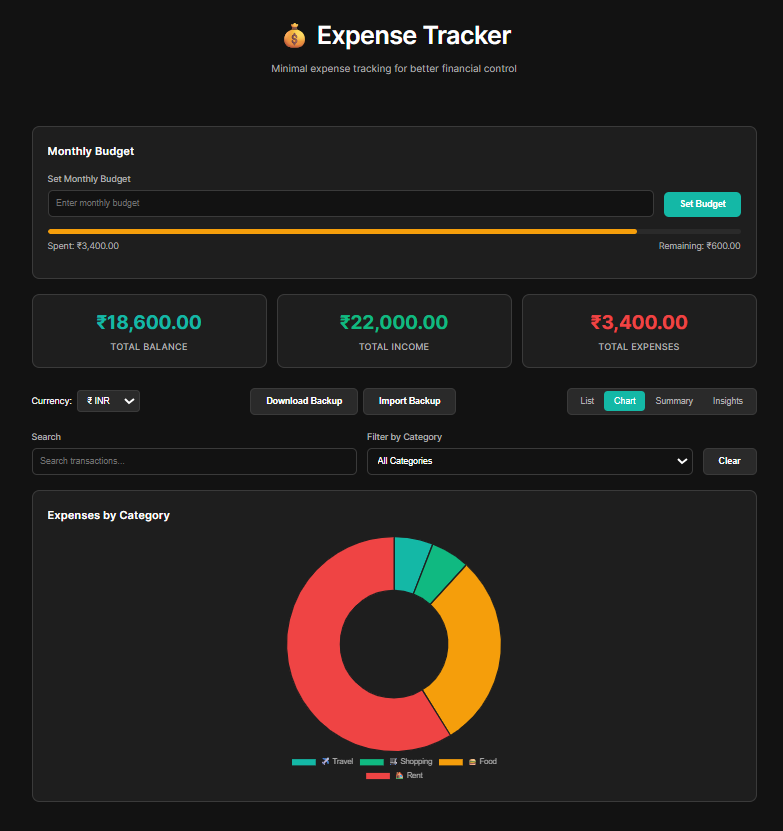 Expense Tracker
Minimal expense tracking for better financial control
Monthly Budget
Set Monthly Budget
Enter monthly budget
Set Budget
Spent: ₹3,400.00 Remaining: ₹600.00
₹18,600.00 ₹22,000.00 ₹3,400.00
TOTAL BALANCE TOTAL INCOME TOTAL EXPENSES
Currency: ₹ INR Download Backup Import Backup List Chart Summary Insights
Search Filter by Category
Search transactions... All Categories Clear
Expenses by Category
Travel Shopping Food
Rent